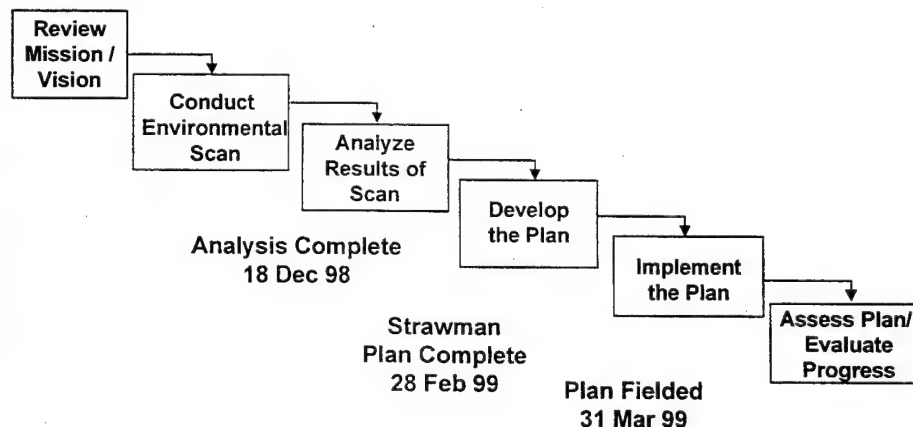 Review
Mission /
Vision
Conduct
Environmental
Scan
Analyze
Results of
Scan
Develop
the Plan
Implement
the Plan
Assess Plan/
Evaluate
Progress
Analysis Complete
18 Dec 98
Strawman
Plan Complete
28 Feb 99
Plan Fielded
31 Mar 99